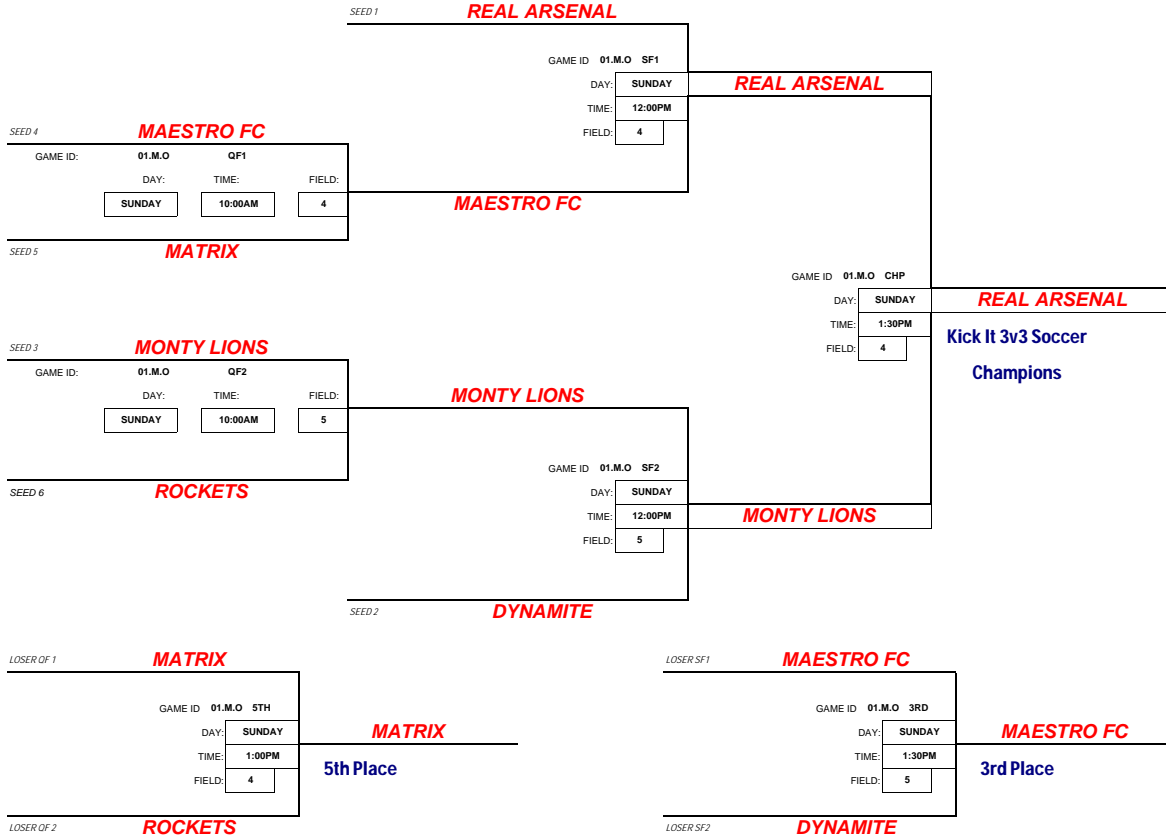 SEED 1 REAL ARSENAL
GAME ID 01.M.O SF1
DAY: SUNDAY REAL ARSENAL
TIME: 12:00PM
FIELD: 4
SEED 4 MAESTRO FC
GAME ID: 01.M.O QF1
DAY: TIME: FIELD:
SUNDAY 10:00AM 4
MAESTRO FC
SEED 5 MATRIX
GAME ID 01.M.O CHP
DAY: SUNDAY REAL ARSENAL
TIME: 1:30PM
FIELD: 4
Kick It 3v3 Soccer
Champions
SEED 3 MONTY LIONS
GAME ID: 01.M.O QF2
DAY: TIME: FIELD:
SUNDAY 10:00AM 5
MONTY LIONS
SEED 6 ROCKETS
GAME ID 01.M.O SF2
DAY: SUNDAY
TIME: 12:00PM MONTY LIONS
FIELD: 5
SEED 2 DYNAMITE
LOSER QF 1 MATRIX
GAME ID 01.M.O 5TH
DAY: SUNDAY MATRIX
TIME: 1:00PM
5th Place
FIELD: 4
LOSER QF 2 ROCKETS
LOSER SF1 MAESTRO FC
GAME ID 01.M.O 3RD
DAY: SUNDAY MAESTRO FC
TIME: 1:30PM
3rd Place
FIELD: 5
LOSER SF2 DYNAMITE